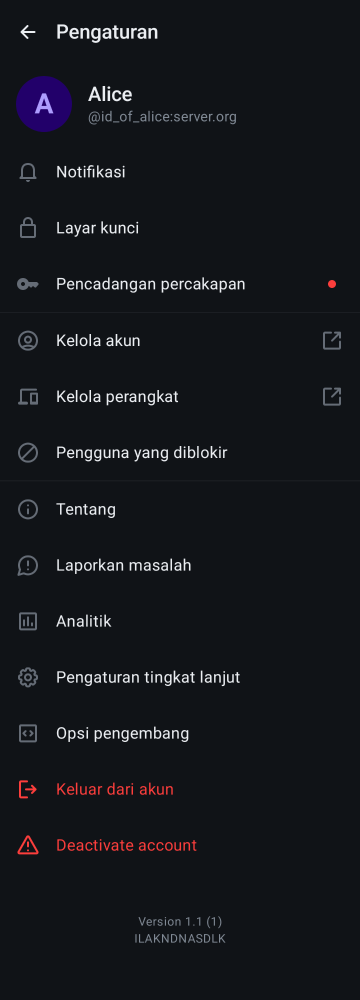 Pengaturan
A
Alice
@id_of_alice:server.org
Notifikasi
Layar kunci
Pencadangan percakapan
Kelola akun
Kelola perangkat
Pengguna yang diblokir
Tentang
Laporkan masalah
Analitik
Pengaturan tingkat lanjut
Opsi pengembang
Keluar dari akun
Deactivate account
Version 1.1 (1)
ILAKNDNASDLK